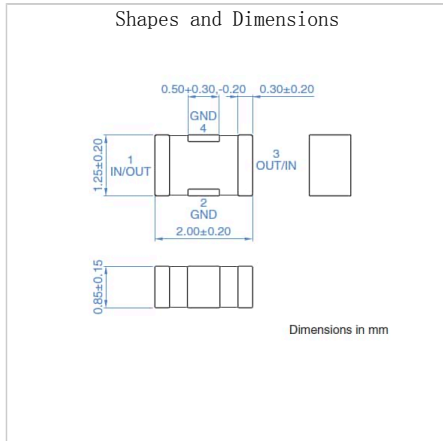 Shapes and Dimensions
0.50+0.30,-0.20
0.30±0.20
GND
4
1.25±0.20
1
IN/OUT
3
OUT/IN
2
GND
2.00±0.20
0.85±0.15
Dimensions in mm